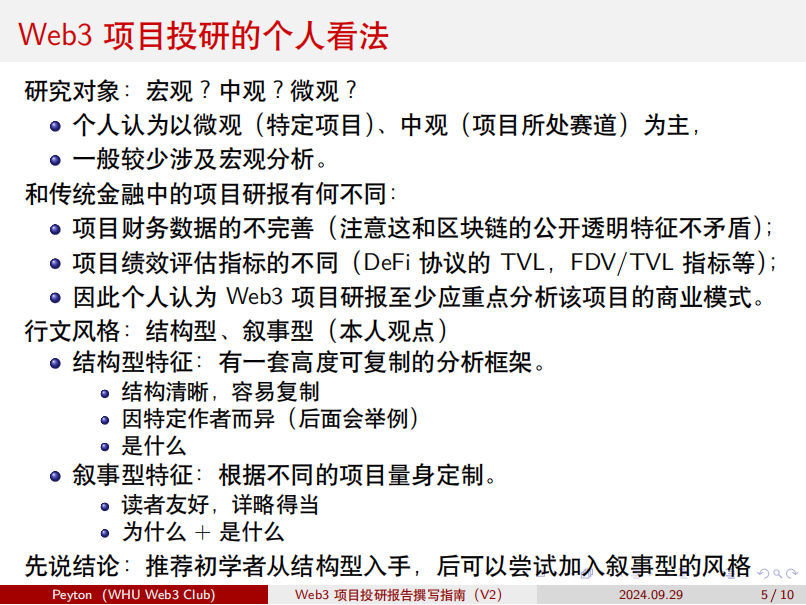 Web3 项目投研的个人看法
研究对象：宏观？中观？微观？
个人认为以微观（特定项目）、中观（项目所处赛道）为主，
一般较少涉及宏观分析。
和传统金融中的项目研报有何不同：
项目财务数据的不完善（注意这和区块链的公开透明特征不矛盾）；
项目绩效评估指标的不同（DeFi 协议的 TVL，FDV/TVL 指标等）；
因此个人认为 Web3 项目研报至少应重点分析该项目的商业模式。
行文风格：结构型、叙事型（本人观点）
结构型特征：有一套高度可复制的分析框架。
结构清晰，容易复制
因特定作者而异（后面会举例）
是什么
叙事型特征：根据不同的项目量身定制。
读者友好，详略得当
为什么 + 是什么
先说结论：推荐初学者从结构型入手，后可以尝试加入叙事型的风格
Peyton （WHU Web3 Club） Web3 项目投研报告撰写指南（V2） 2024.09.29 5 / 10